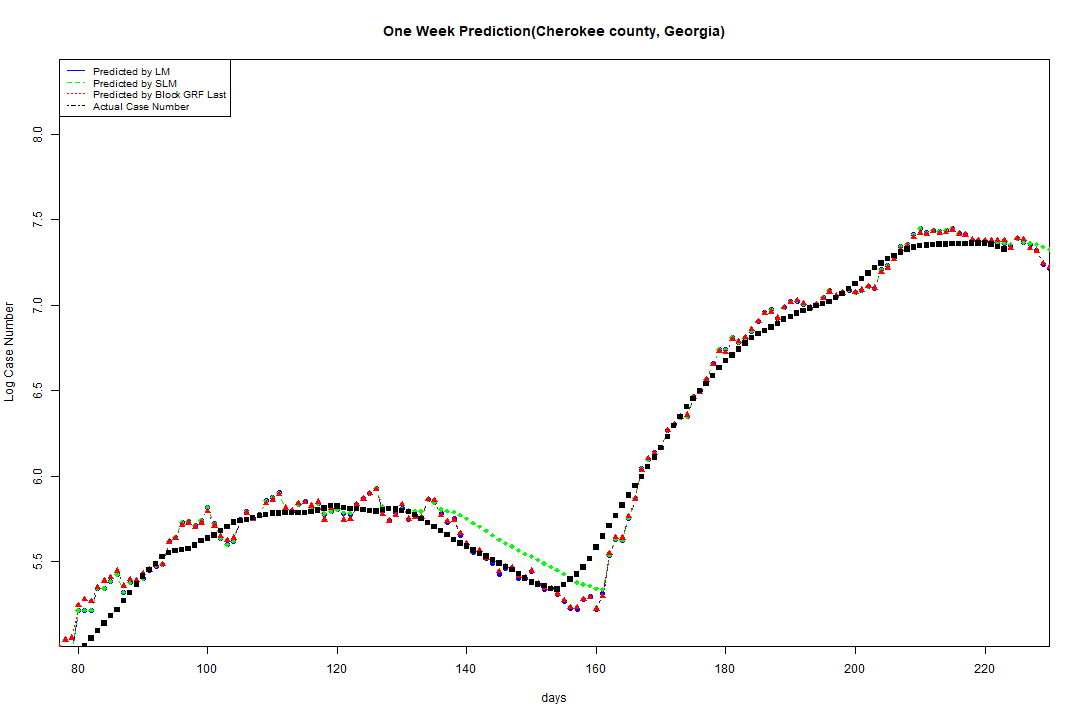 One Week Prediction(Cherokee county, Georgia)
Predicted by LM
Predicted by SLM
Predicted by Block GRF Last
Actual Case Number
8.0
7.5
7.0
6.5
6.0
5.5
Log Case Number
80 100 120 140 160 180 200 220
days